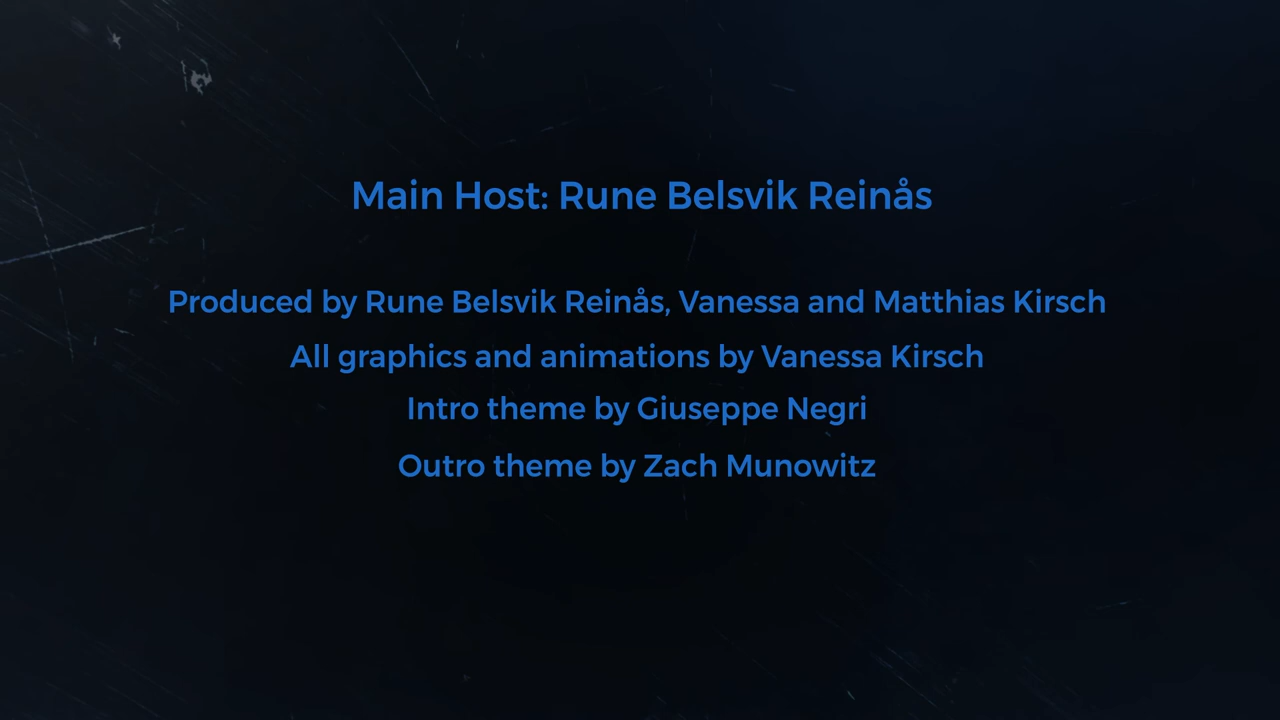 Main Host: Rune Belsvik Reinås
Produced by Rune Belsvik Reinås, Vanessa and Matthias Kirsch
All graphics and animations by Vanessa Kirsch
Intro theme by Giuseppe Negri
Outro theme by Zach Munowitz